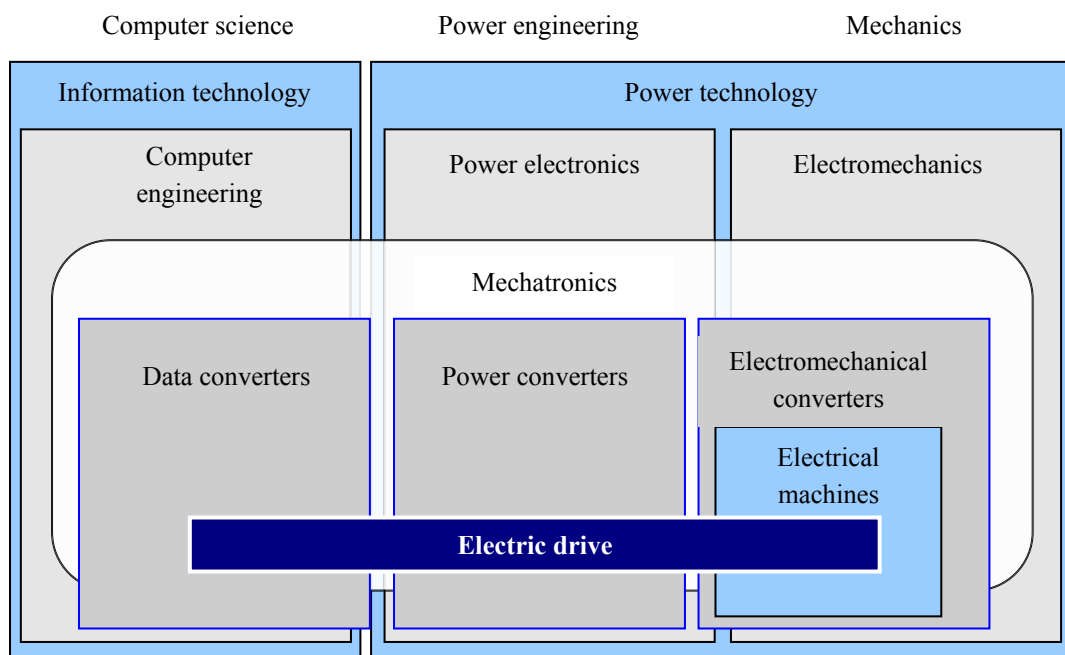 Computer science
Power engineering
Mechanics
Information technology
Power technology
Computer
engineering
Power electronics
Electromechanics
Mechatronics
Data converters
Power converters
Electromechanical
converters
Electrical
machines
Electric drive